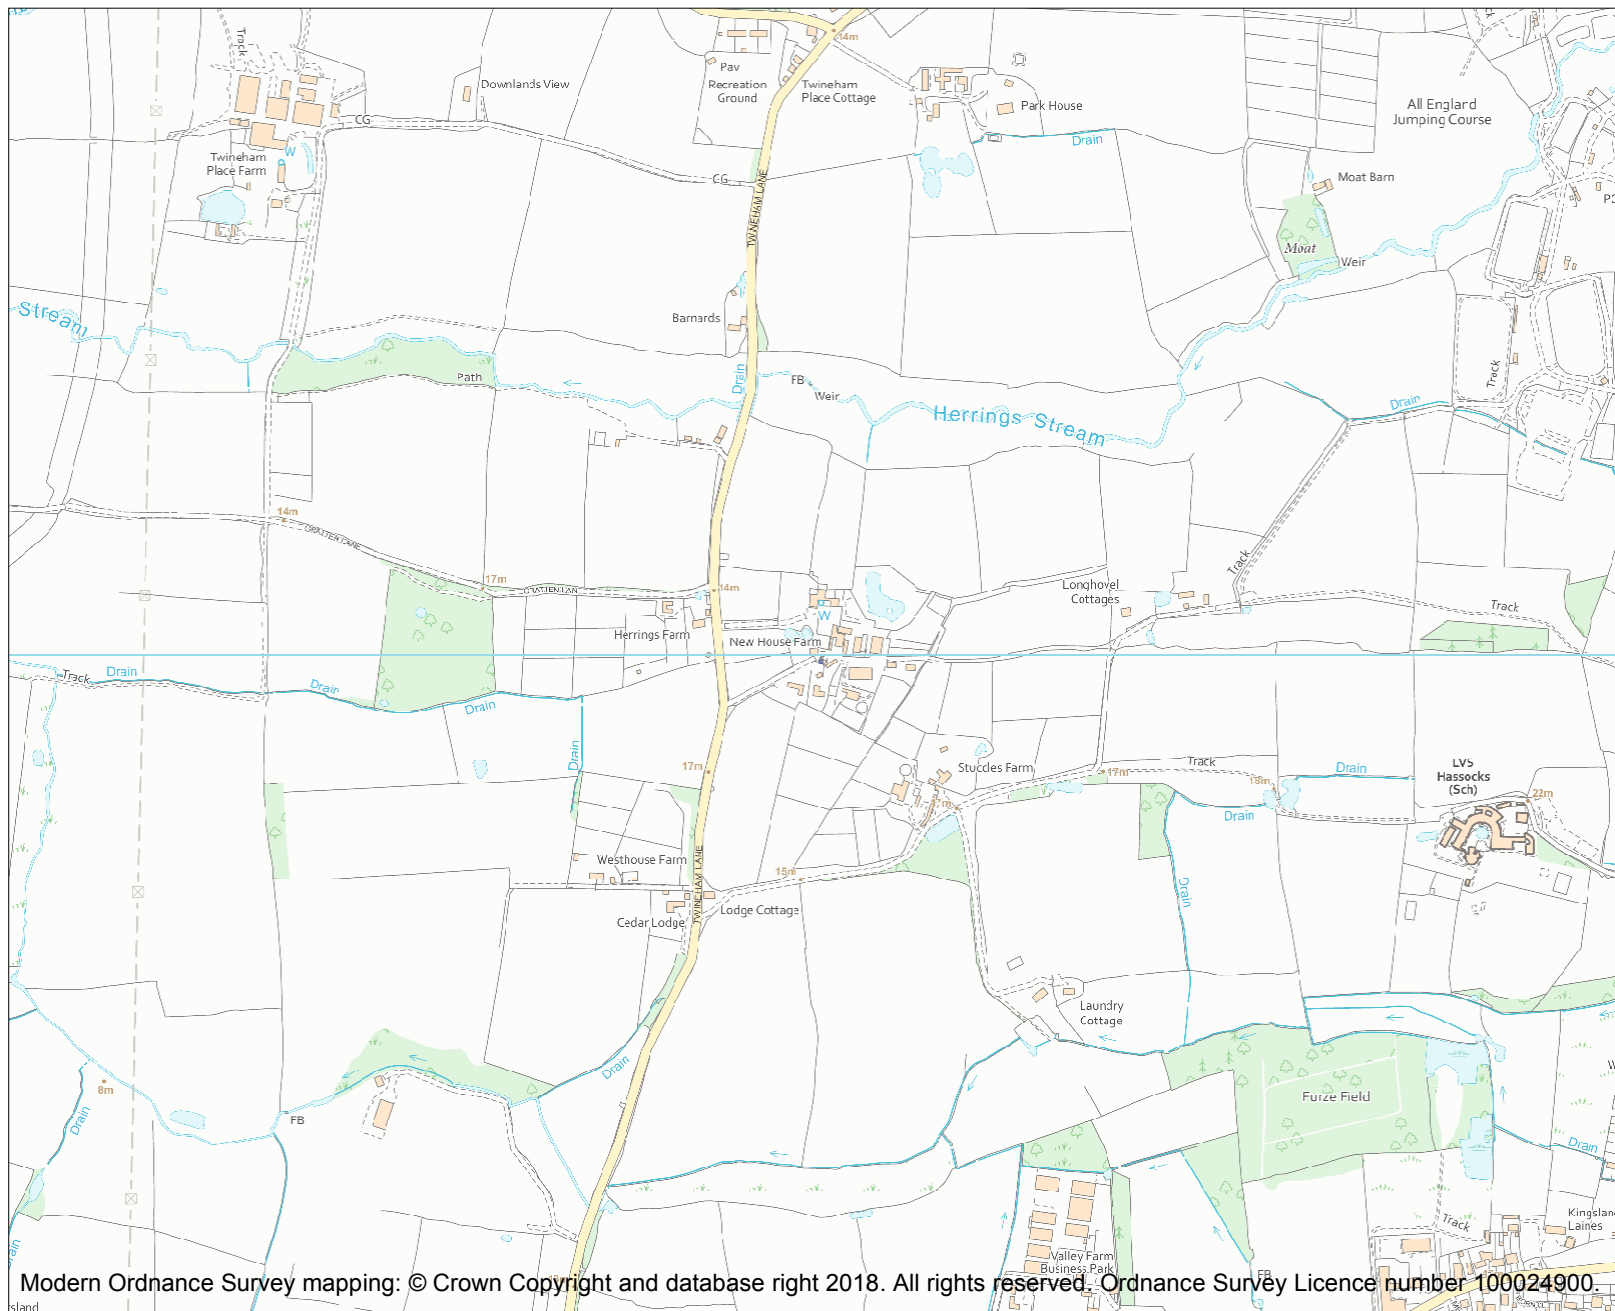 Track
14m
Pav
Recreation
Ground
Twineham
Place Cottage
Downlands View
Park House
All England
Jumping Course
CG
Drain
Twineham
Place Farm
W
CG
Moat Barn
TWINEHAM LANE
Moat
Weir
Stream
Barnards
Path
Drain
FB
Weir
Herrings Stream
Track
Drain
14m
GRATTEN LANE
Track
17m
GRATTEN LAN
14m
Longhovel
Cottages
W
Track
Herrings Farm
New House Farm
Track
Drain
Drain
Drain
Drain
17m
Stuccles Farm
17m
Track
18m
Drain
LVS
Hassocks
(Sch)
22m
17m
Drain
TWINEHAM LANE
Westhouse Farm
15m
Drain
Cedar Lodge
Lodge Cottage
Laundry
Cottage
8m
Drain
Drain
FB
Furze Field
Drain
Track
Kingsland
Laines
Drain
Valley Farm
Business Park
FB
Modern Ordnance Survey mapping: © Crown Copyright and database right 2018. All rights reserved. Ordnance Survey Licence number 100024900.
sland